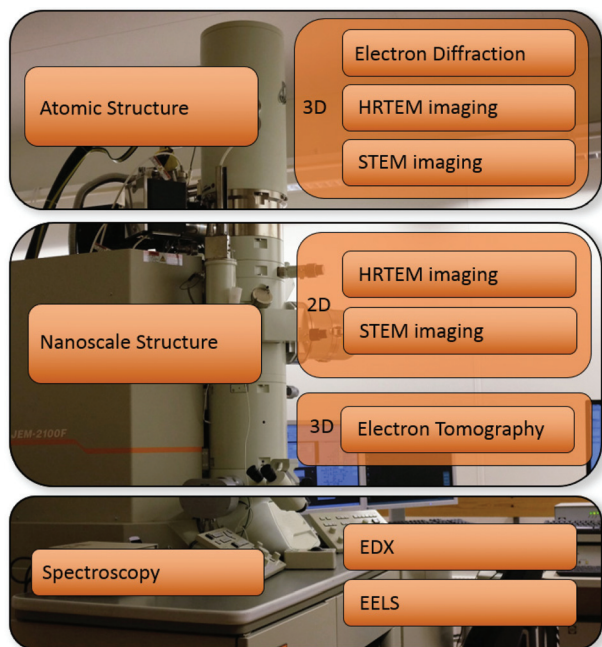 Atomic Structure
3D
Electron Diffraction
HRTEM imaging
STEM imaging
Nanoscale Structure
2D
HRTEM imaging
STEM imaging
JEM-2100F
3D
Electron Tomography
Spectroscopy
EDX
EELS